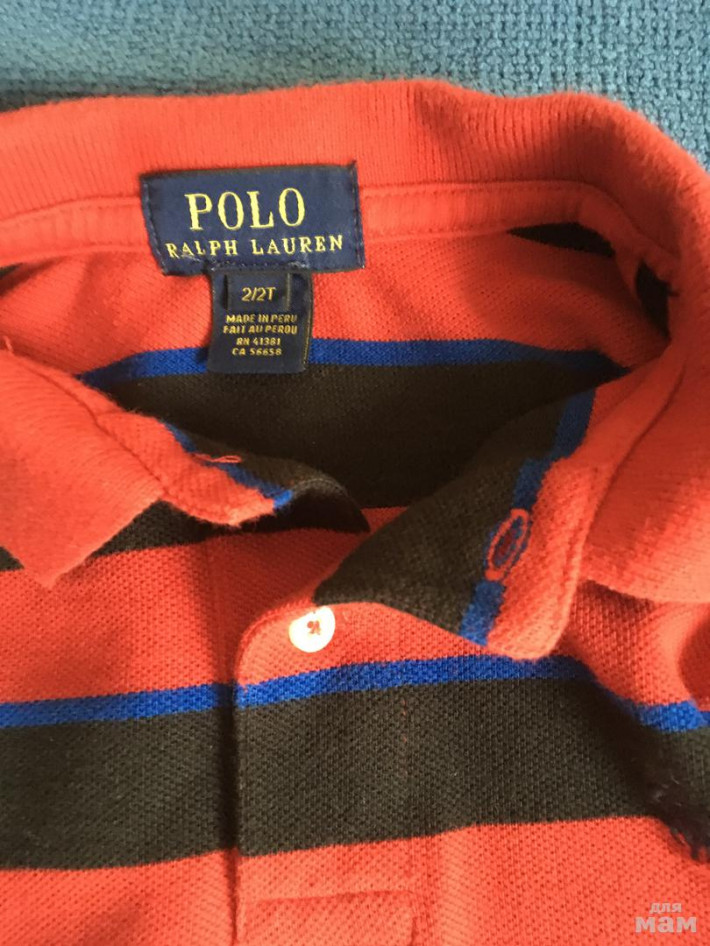 POLO
RALPH LAUREN
2/2T
MADE IN PERU
FAIT AU PEROU
RN 41381
CA 56658
для
мам